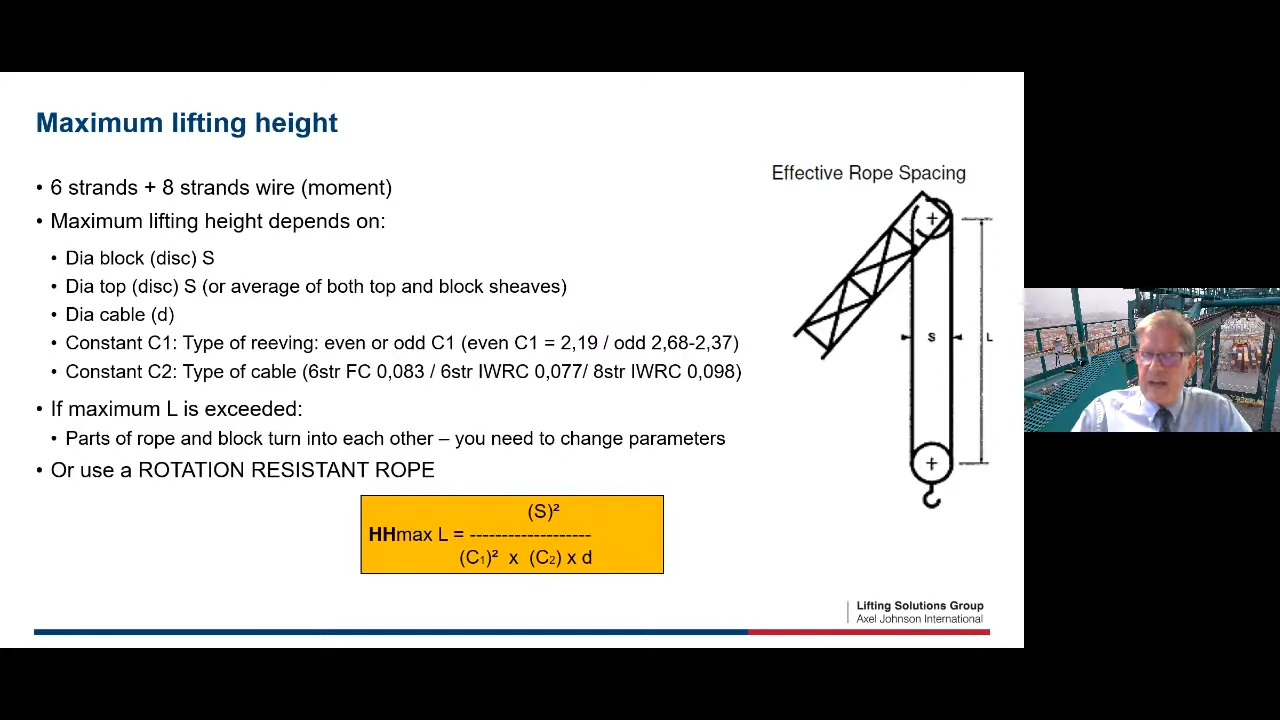 Maximum lifting height
• 6 strands + 8 strands wire (moment)
• Maximum lifting height depends on:
• Dia block (disc) S
• Dia top (disc) S (or average of both top and block sheaves)
• Dia cable (d)
• Constant C1: Type of reeving: even or odd C1 (even C1 = 2,19 / odd 2,68-2,37)
• Constant C2: Type of cable (6str FC 0,083 / 6str IWRC 0,077/ 8str IWRC 0,098)
• If maximum L is exceeded:
• Parts of rope and block turn into each other – you need to change parameters
• Or use a ROTATION RESISTANT ROPE
(S)²
HHmax L = -------------------
(C₁)² x (C₂) x d
Effective Rope Spacing
S
L
Lifting Solutions Group
Axel Johnson International